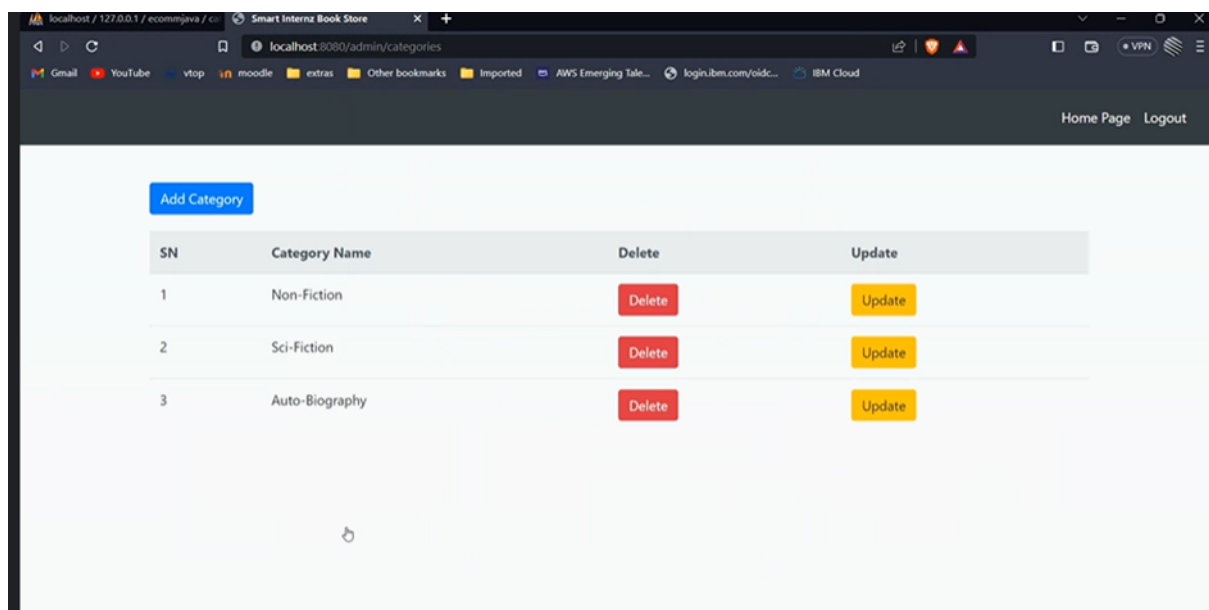 localhost / 127.0.0.1 / ecommjava / ca
Smart Internz Book Store
localhost:8080/admin/categories
VPN
Gmail YouTube vtop moodle extras Other bookmarks Imported AWS Emerging Tale... login.ibm.com/oidc... IBM Cloud
Home Page Logout
Add Category
SN Category Name Delete Update
1 Non-Fiction Delete Update
2 Sci-Fiction Delete Update
3 Auto-Biography Delete Update